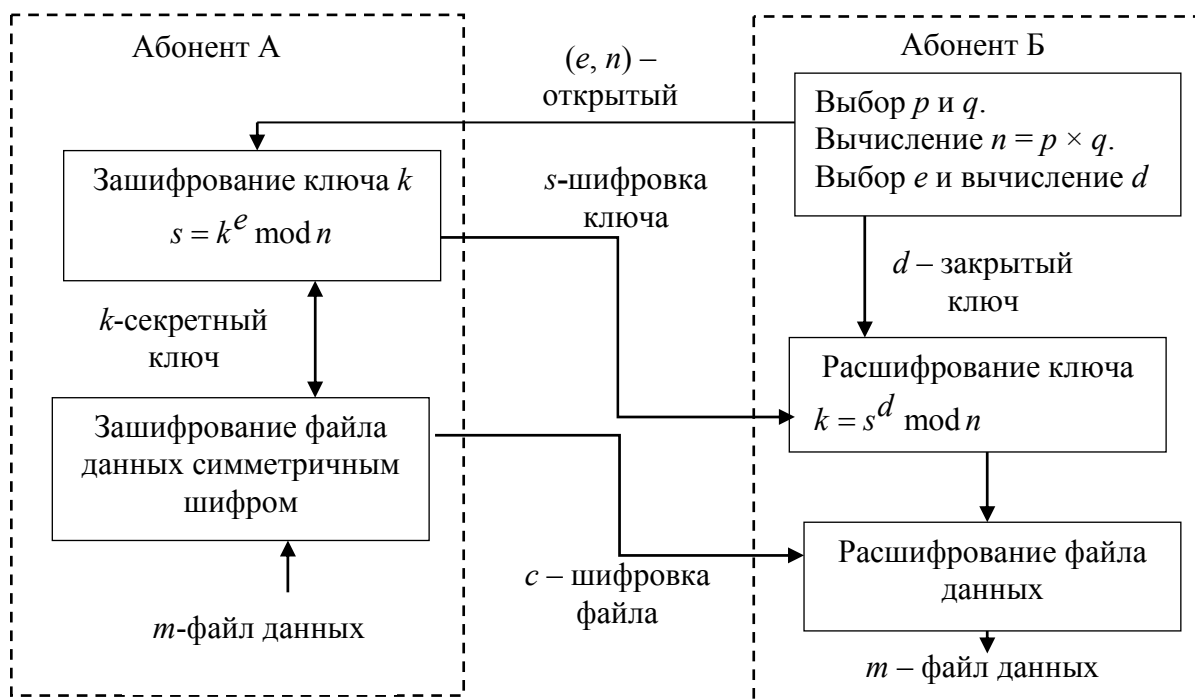 Абонент А
Абонент Б
(e, n) –
открытый
Выбор p и q.
Вычисление n = p × q.
Выбор e и вычисление d
Зашифрование ключа k
s = k^e mod n
s-шифровка
ключа
d – закрытый
ключ
k-секретный
ключ
Расшифрование ключа
k = s^d mod n
Зашифрование файла
данных симметричным
шифром
Расшифрование файла
данных
c – шифровка
файла
m-файл данных
m – файл данных